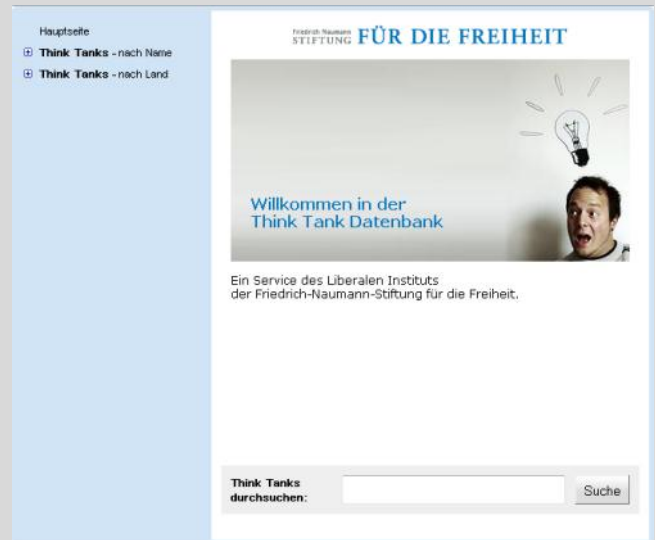 Hauptseite
Think Tanks - nach Name
Think Tanks - nach Land
Friedrich Naumann
STIFTUNG FÜR DIE FREIHEIT
Willkommen in der
Think Tank Datenbank
Ein Service des Liberalen Instituts
der Friedrich-Naumann-Stiftung für die Freiheit.
Think Tanks
durchsuchen:
Suche